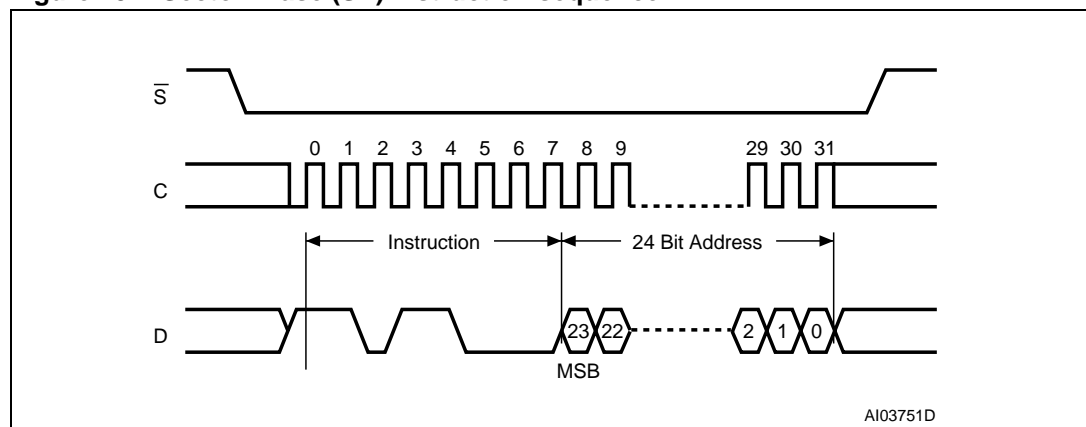 S
0 1 2 3 4 5 6 7 8 9 29 30 31
C
Instruction 24 Bit Address
D 23 22 2 1 0
MSB
AI03751D